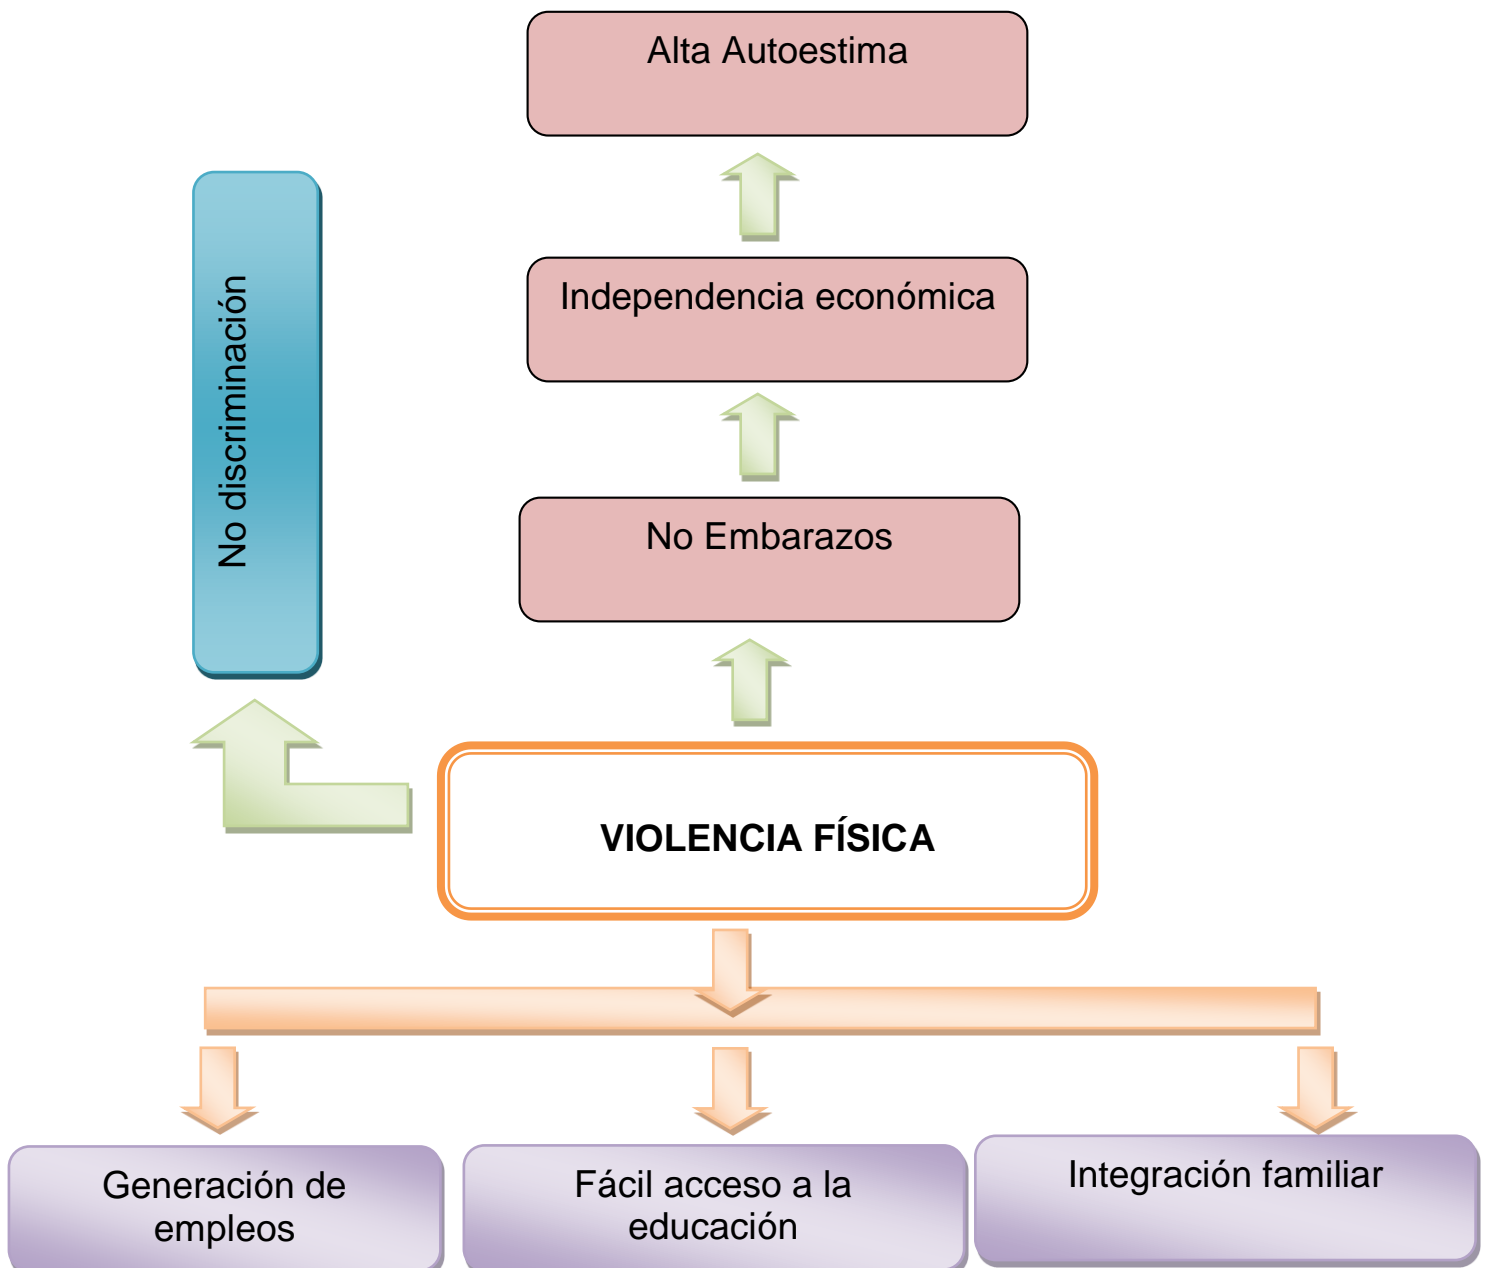 Alta Autoestima
No discriminación
Independencia económica
No Embarazos
VIOLENCIA FÍSICA
Generación de
empleos
Fácil acceso a la
educación
Integración familiar